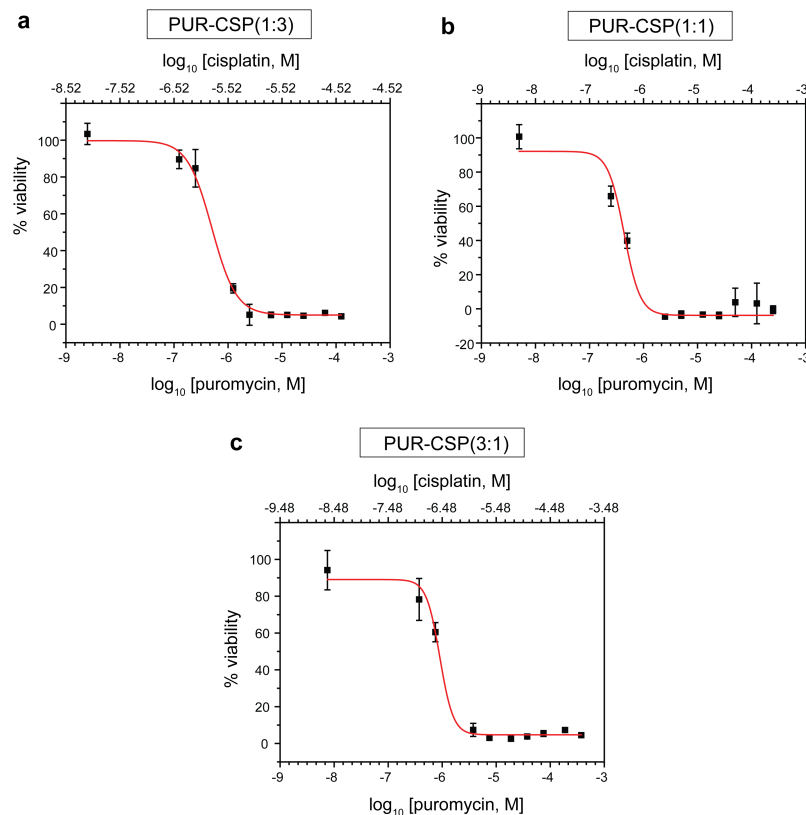 a
PUR-CSP(1:3)
log₁₀ [cisplatin, M]
-8.52 -7.52 -6.52 -5.52 -4.52 -4.52
% viability
100
80
60
40
20
0
-9 -8 -7 -6 -5 -4 -3
log₁₀ [puromycin, M]
b
PUR-CSP(1:1)
log₁₀ [cisplatin, M]
-9 -8 -7 -6 -5 -4 -3
% viability
100
80
60
40
20
0
-20
-9 -8 -7 -6 -5 -4 -3
log₁₀ [puromycin, M]
c
PUR-CSP(3:1)
log₁₀ [cisplatin, M]
-9.48 -8.48 -7.48 -6.48 -5.48 -4.48 -3.48
% viability
100
80
60
40
20
0
-9 -8 -7 -6 -5 -4 -3
log₁₀ [puromycin, M]